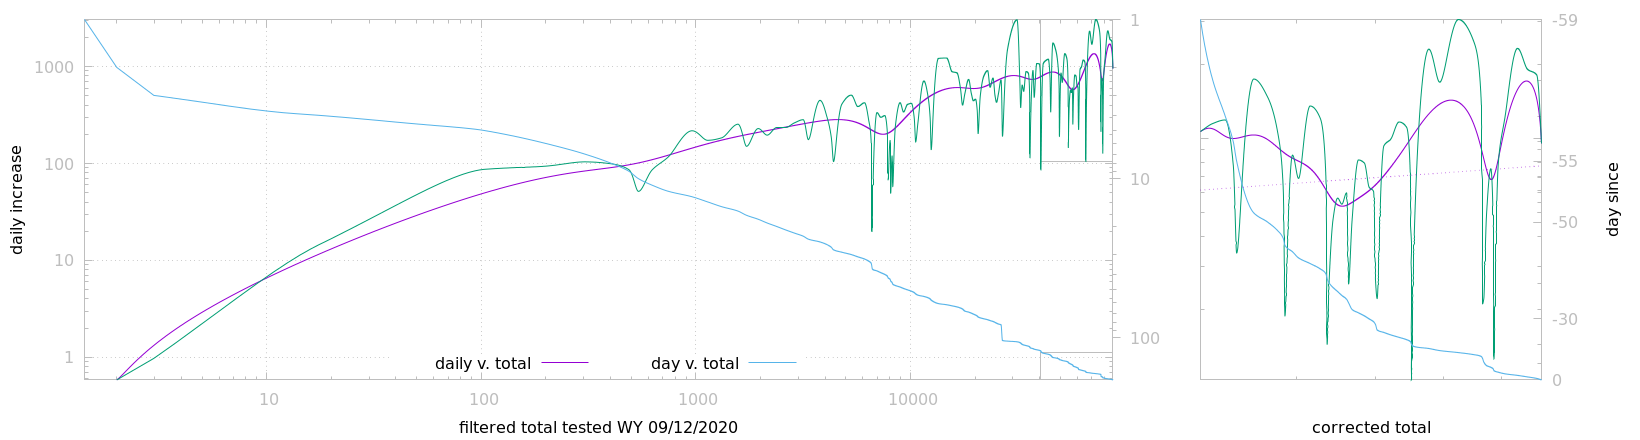 1
-59
1000
daily increase
100
10
-55
day since
-50
10
-30
1
daily v. total
day v. total
100
0
10
100
1000
10000
filtered total tested WY 09/12/2020
corrected total